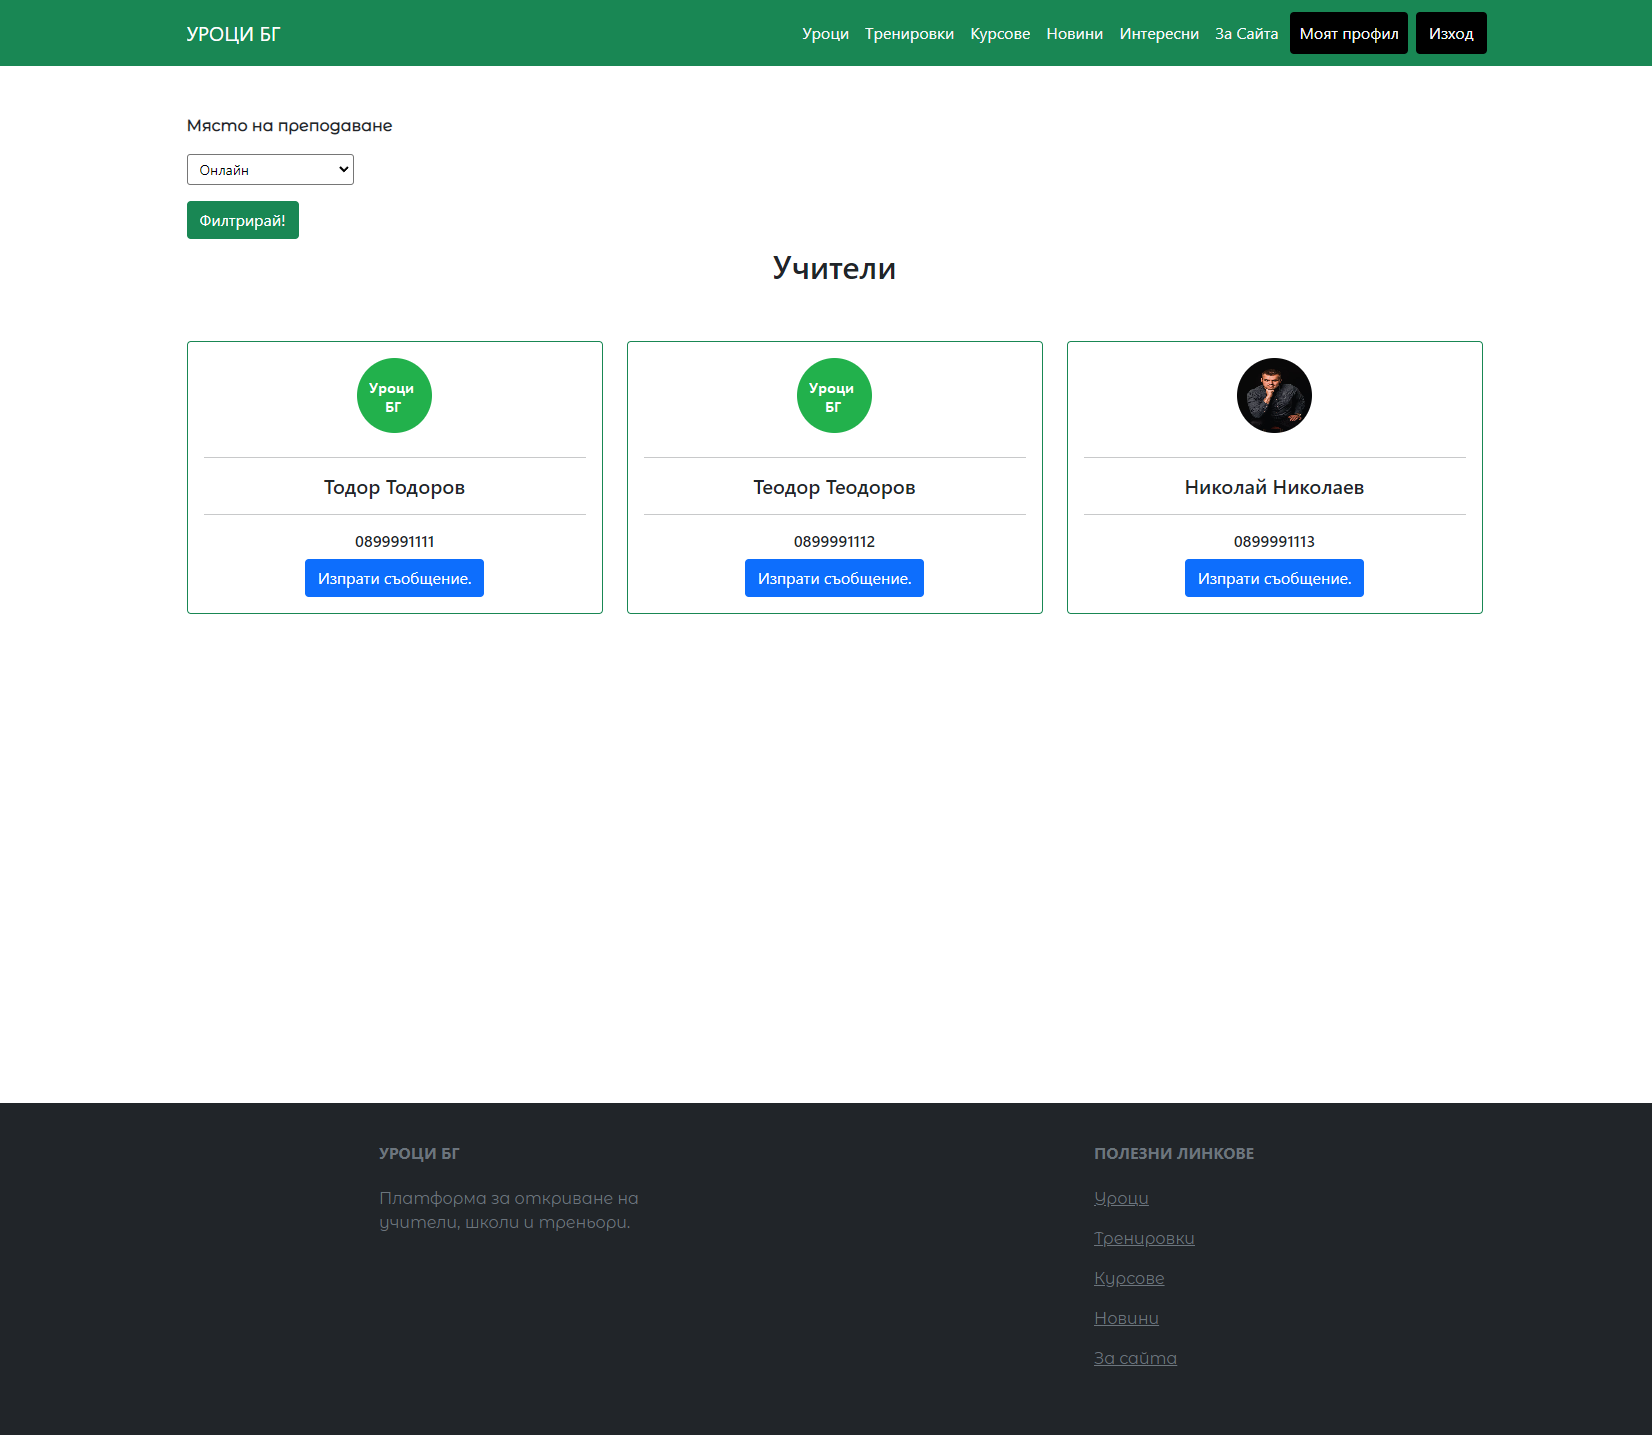 УРОЦИ БГ
Уроци Тренировки Курсове Новини Интересни За Сайта Моят профил Изход
Място на преподаване
Онлайн
Филтрирай!
Учители
Уроци
БГ
Тодор Тодоров
0899991111
Изпрати съобщение.
Уроци
БГ
Теодор Теодоров
0899991112
Изпрати съобщение.
Николай Николаев
0899991113
Изпрати съобщение.
УРОЦИ БГ
Платформа за откриване на
учители, школи и треньори.
ПОЛЕЗНИ ЛИНКОВЕ
Уроци
Тренировки
Курсове
Новини
За сайта